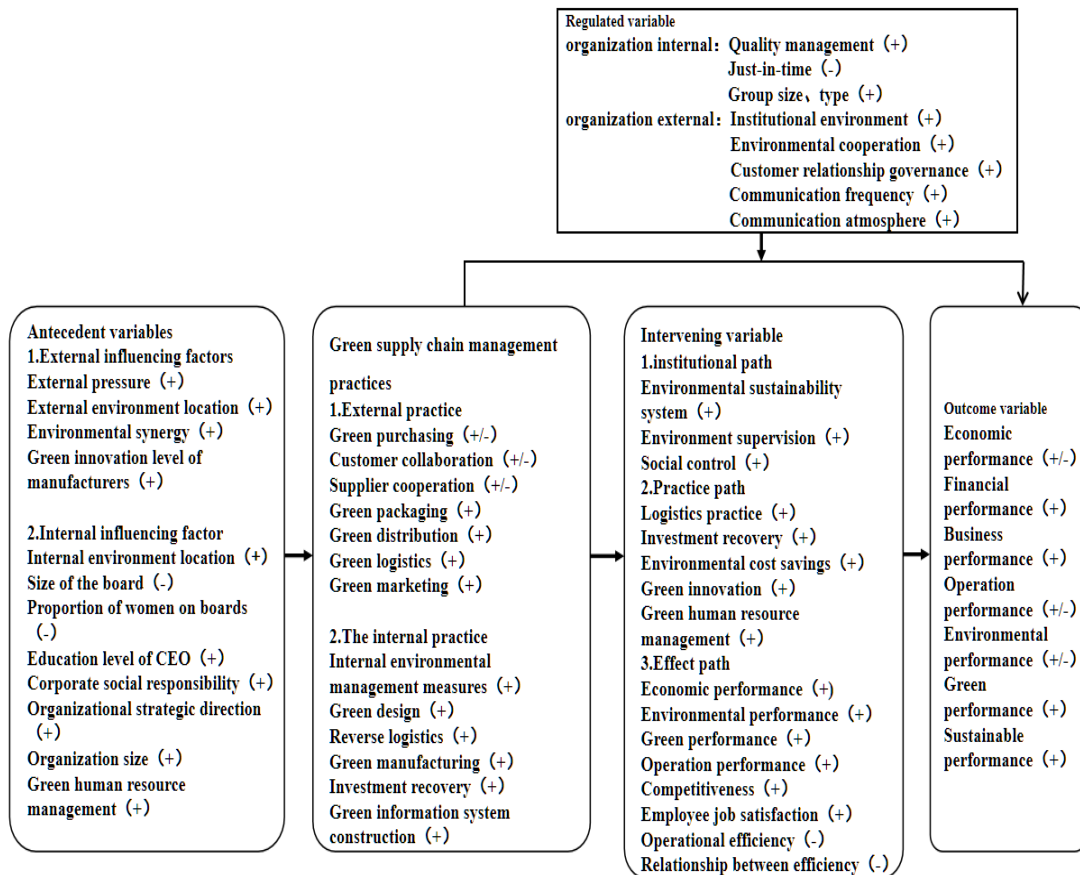 Regulated variable
organization internal: Quality management (+)
Just-in-time (-)
Group size、type (+)
organization external: Institutional environment (+)
Environmental cooperation (+)
Customer relationship governance (+)
Communication frequency (+)
Communication atmosphere (+)
Antecedent variables
1.External influencing factors
External pressure (+)
External environment location (+)
Environmental synergy (+)
Green innovation level of
manufacturers (+)
2.Internal influencing factor
Internal environment location (+)
Size of the board (-)
Proportion of women on boards
(-)
Education level of CEO (+)
Corporate social responsibility (+)
Organizational strategic direction
(+)
Organization size (+)
Green human resource
management (+)
Green supply chain management
practices
1.External practice
Green purchasing (+/-)
Customer collaboration (+/-)
Supplier cooperation (+/-)
Green packaging (+)
Green distribution (+)
Green logistics (+)
Green marketing (+)
2.The internal practice
Internal environmental
management measures (+)
Green design (+)
Reverse logistics (+)
Green manufacturing (+)
Investment recovery (+)
Green information system
construction (+)
Intervening variable
1.institutional path
Environmental sustainability
system (+)
Environment supervision (+)
Social control (+)
2.Practice path
Logistics practice (+)
Investment recovery (+)
Environmental cost savings (+)
Green innovation (+)
Green human resource
management (+)
3.Effect path
Economic performance (+)
Environmental performance (+)
Green performance (+)
Operation performance (+)
Competitiveness (+)
Employee job satisfaction (+)
Operational efficiency (-)
Relationship between efficiency (-)
Outcome variable
Economic
performance (+/-)
Financial
performance (+)
Business
performance (+)
Operation
performance (+/-)
Environmental
performance (+/-)
Green
performance (+)
Sustainable
performance (+)